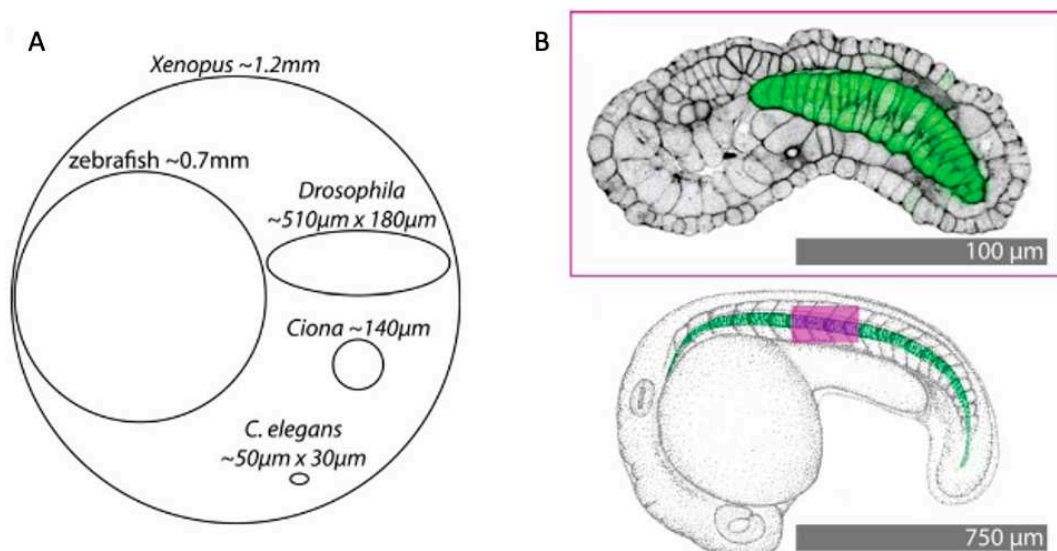 A
Xenopus ~1.2mm
zebrafish ~0.7mm
Drosophila
~510μm x 180μm
Ciona ~140μm
C. elegans
~50μm x 30μm
B
100 μm
750 μm